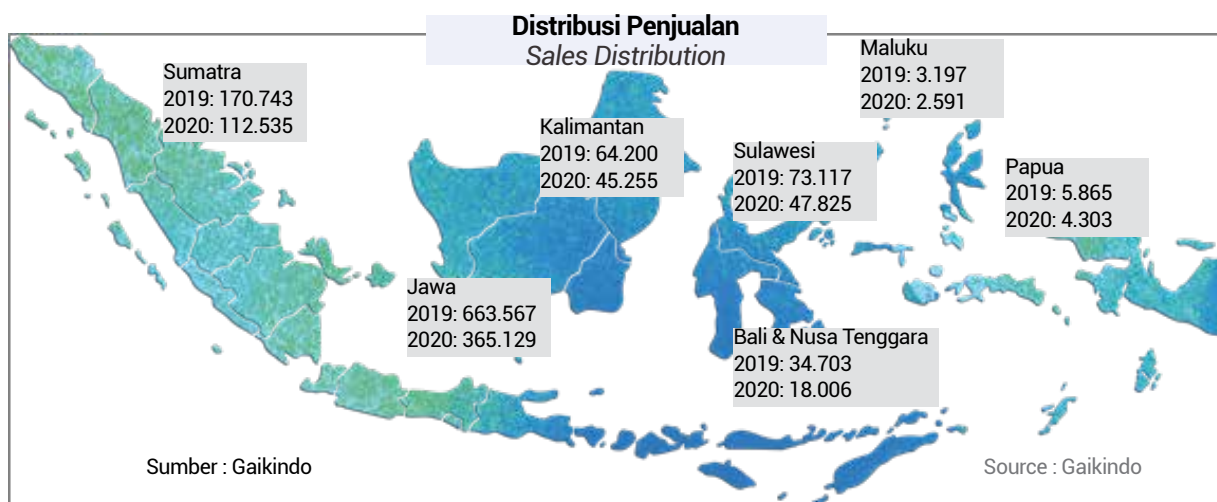 Distribusi Penjualan
Sales Distribution
Sumatra
2019: 170.743
2020: 112.535
Kalimantan
2019: 64.200
2020: 45.255
Sulawesi
2019: 73.117
2020: 47.825
Maluku
2019: 3.197
2020: 2.591
Papua
2019: 5.865
2020: 4.303
Jawa
2019: 663.567
2020: 365.129
Bali & Nusa Tenggara
2019: 34.703
2020: 18.006
Sumber : Gaikindo
Source : Gaikindo